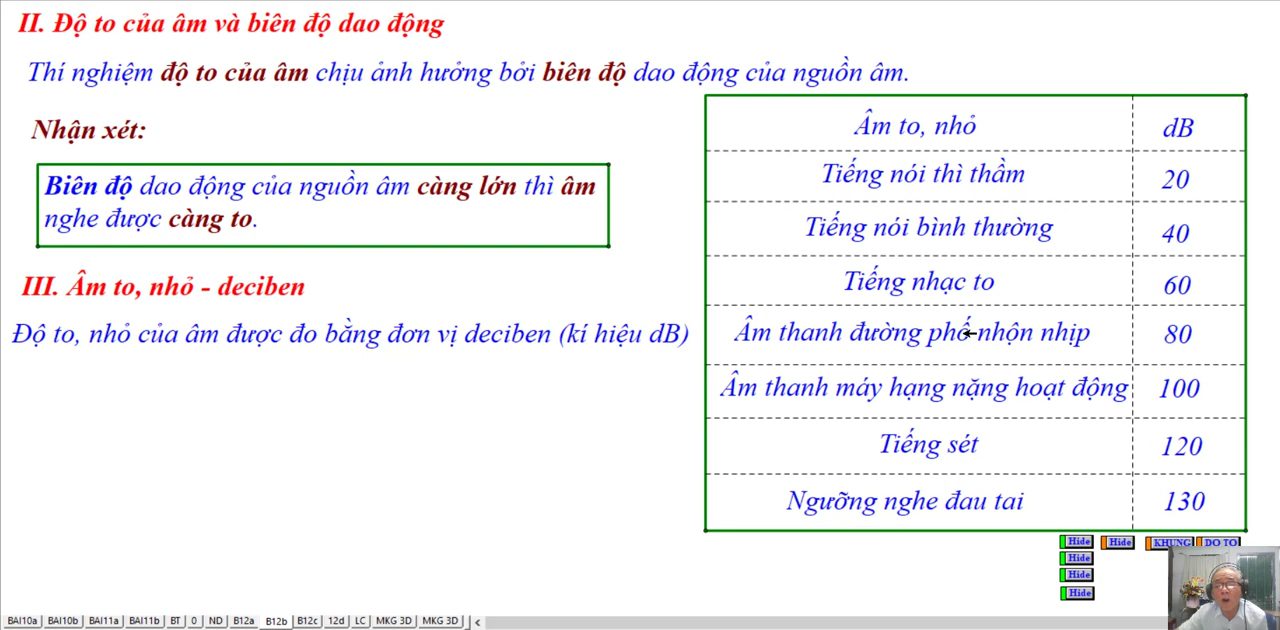 II. Độ to của âm và biên độ dao động
Thí nghiệm độ to của âm chịu ảnh hưởng bởi biên độ dao động của nguồn âm.
Nhận xét:
Biên độ dao động của nguồn âm càng lớn thì âm
nghe được càng to.
III. Âm to, nhỏ - deciben
Độ to, nhỏ của âm được đo bằng đơn vị deciben (kí hiệu dB)
Âm to, nhỏ dB
Tiếng nói thì thầm 20
Tiếng nói bình thường 40
Tiếng nhạc to 60
Âm thanh đường phố nhộn nhịp 80
Âm thanh máy hạng nặng hoạt động 100
Tiếng sét 120
Ngưỡng nghe đau tai 130
Hide Hide KHUNG DO TO
Hide
Hide
Hide
BAI10a BAI10b BAI11a BAI11b BT 0 ND B12a B12b B12c 12d LC MKG 3D MKG 3D